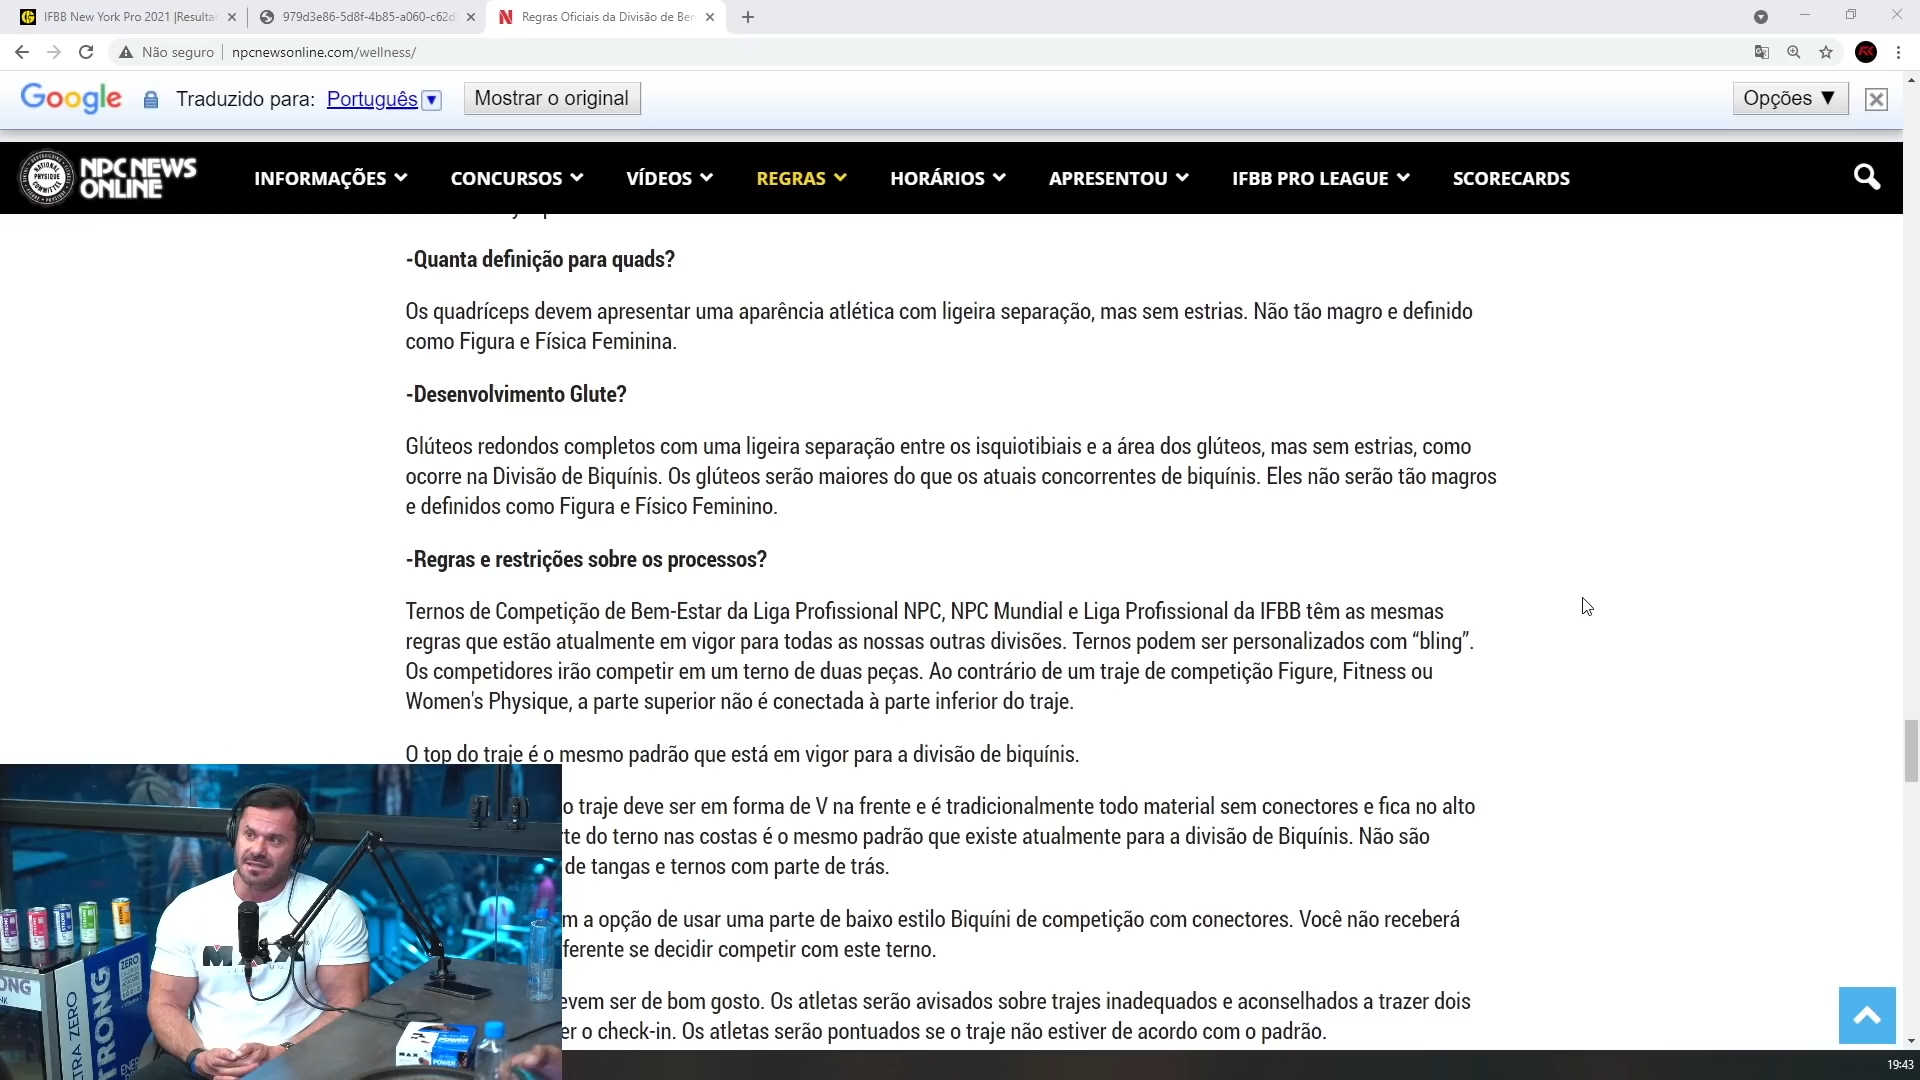 IFBB New York Pro 2021 |Resulta
979d3e86-5d8f-4b85-a060-c62d
Regras Oficiais da Divisão de Be
Não seguro
npcnewsonline.com/wellness/
Google
Traduzido para: Português
Mostrar o original
Opções ▼
NPC NEWS
ONLINE
INFORMAÇÕES
CONCURSOS
VÍDEOS
REGRAS
HORÁRIOS
APRESENTOU
IFBB PRO LEAGUE
SCORECARDS
-Quanta definição para quads?
Os quadríceps devem apresentar uma aparência atlética com ligeira separação, mas sem estrias. Não tão magro e definido
como Figura e Física Feminina.
-Desenvolvimento Glute?
Glúteos redondos completos com uma ligeira separação entre os isquiotibiais e a área dos glúteos, mas sem estrias, como
ocorre na Divisão de Biquínis. Os glúteos serão maiores do que os atuais concorrentes de biquínis. Eles não serão tão magros
e definidos como Figura e Físico Feminino.
-Regras e restrições sobre os processos?
Ternos de Competição de Bem-Estar da Liga Profissional NPC, NPC Mundial e Liga Profissional da IFBB têm as mesmas
regras que estão atualmente em vigor para todas as nossas outras divisões. Ternos podem ser personalizados com “bling”.
Os competidores irão competir em um terno de duas peças. Ao contrário de um traje de competição Figure, Fitness ou
Women's Physique, a parte superior não é conectada à parte inferior do traje.
O top do traje é o mesmo padrão que está em vigor para a divisão de biquínis.
o traje deve ser em forma de V na frente e é tradicionalmente todo material sem conectores e fica no alto
rte do terno nas costas é o mesmo padrão que existe atualmente para a divisão de Biquínis. Não são
de tangas e ternos com parte de trás.
m a opção de usar uma parte de baixo estilo Biquíni de competição com conectores. Você não receberá
ferente se decidir competir com este terno.
evem ser de bom gosto. Os atletas serão avisados sobre trajes inadequados e aconselhados a trazer dois
er o check-in. Os atletas serão pontuados se o traje não estiver de acordo com o padrão.
MAX
ONG
NK
TRA ZERO
STRONG
ZERO
MAX
POWER
19:43